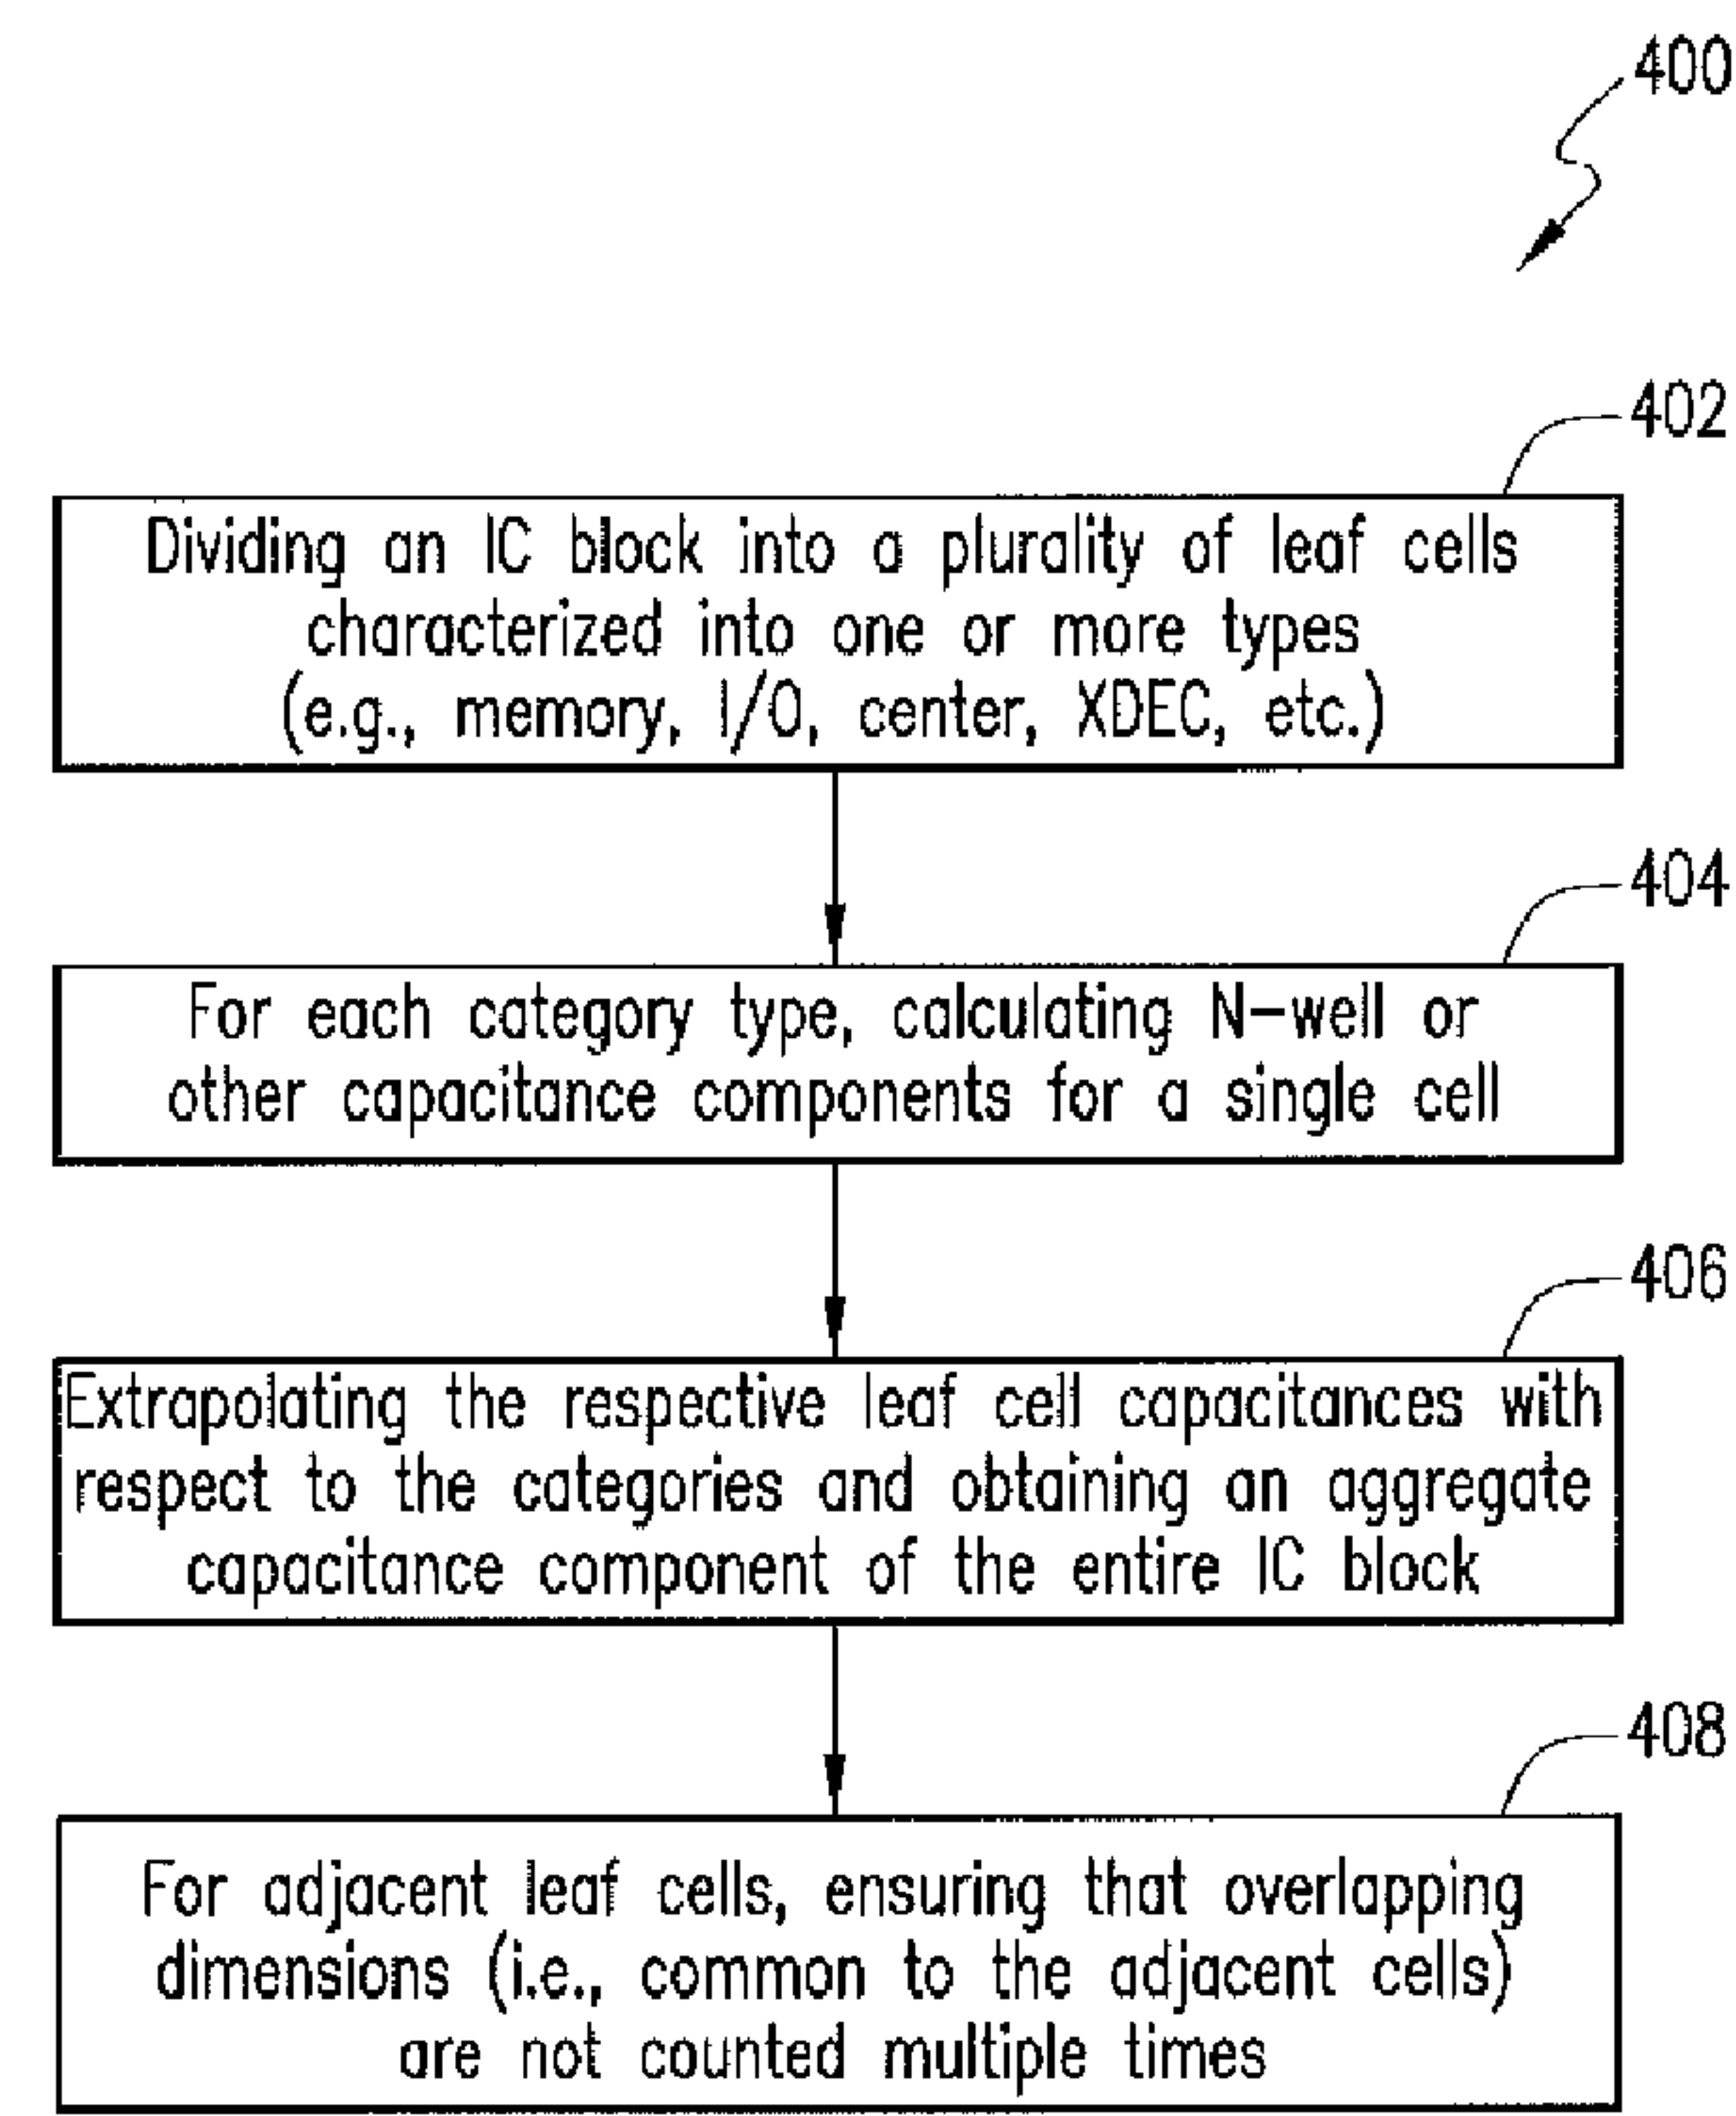 400
402
Dividing an IC block into a plurality of leaf cells
characterized into one or more types
(e.g., memory, I/O, center, XDEC, etc.)
404
For each category type, calculating N-well or
other capacitance components for a single cell
406
Extrapolating the respective leaf cell capacitances with
respect to the categories and obtaining an aggregate
capacitance component of the entire IC block
408
For adjacent leaf cells, ensuring that overlapping
dimensions (i.e., common to the adjacent cells)
are not counted multiple times